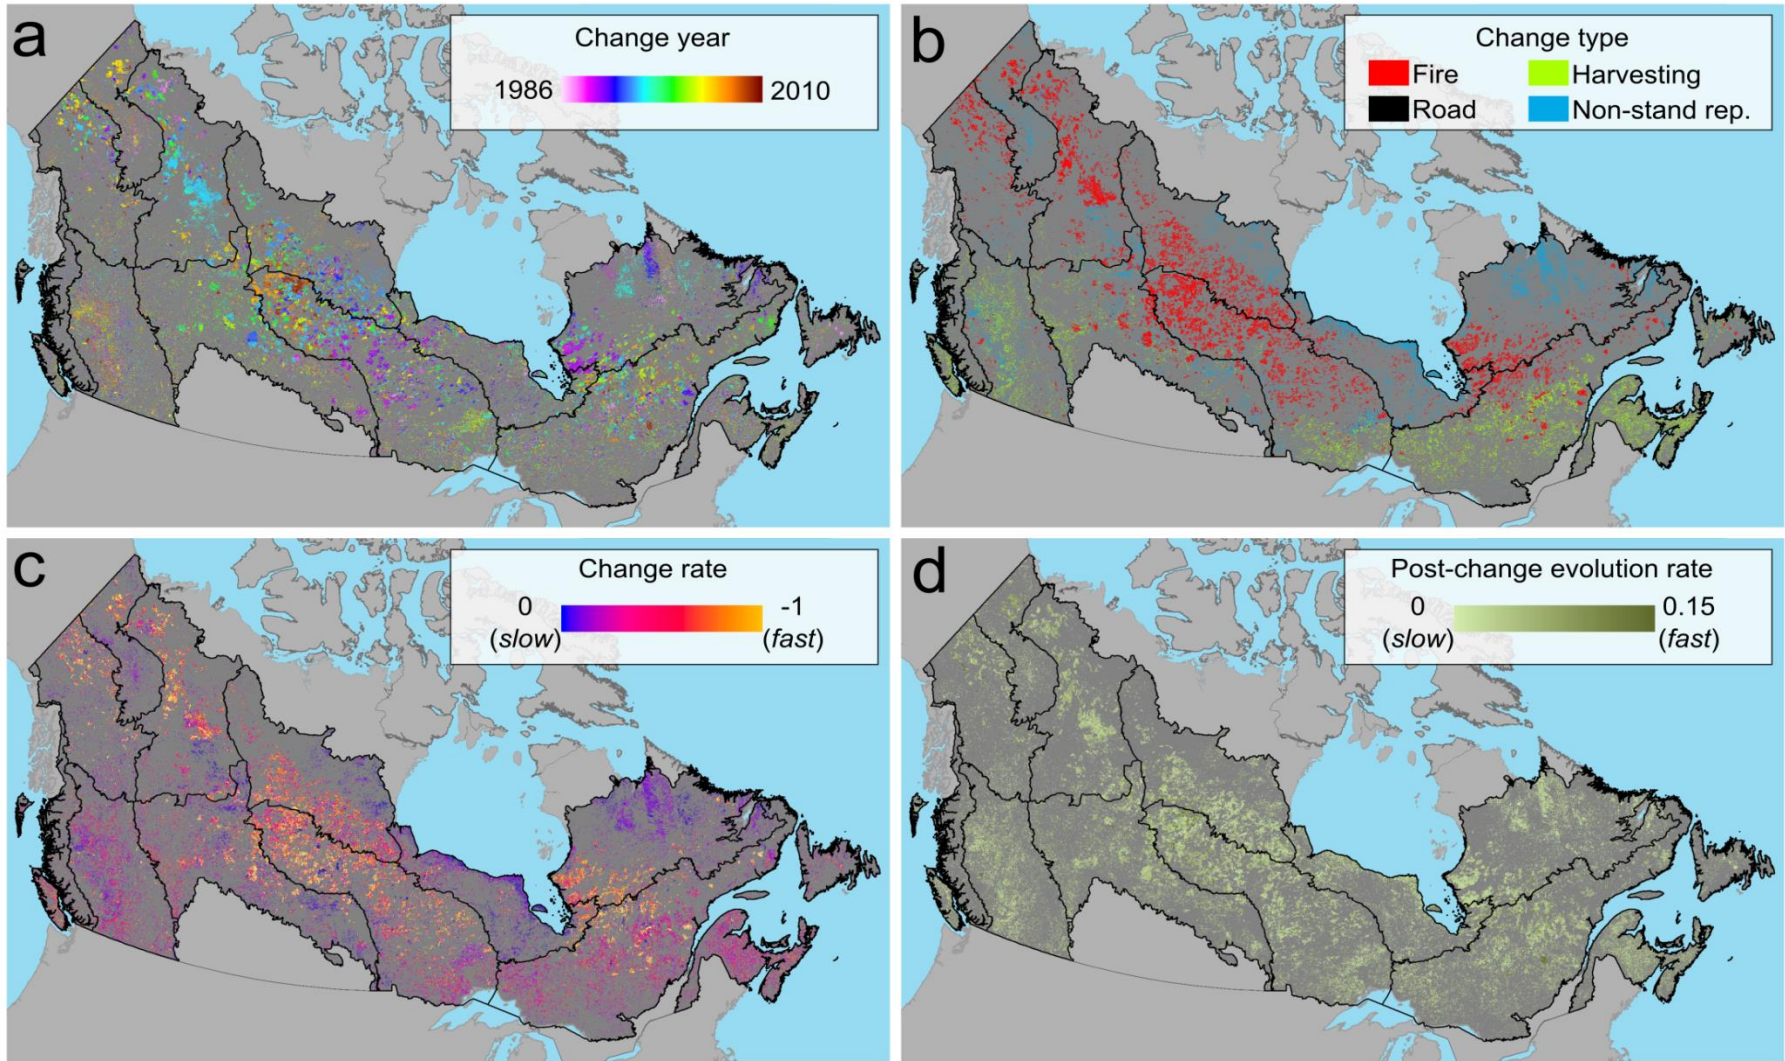 a
Change year
1986
2010
b
Change type
Fire
Harvesting
Road
Non-stand rep.
c
Change rate
0
-1
(slow)
(fast)
d
Post-change evolution rate
0
0.15
(slow)
(fast)